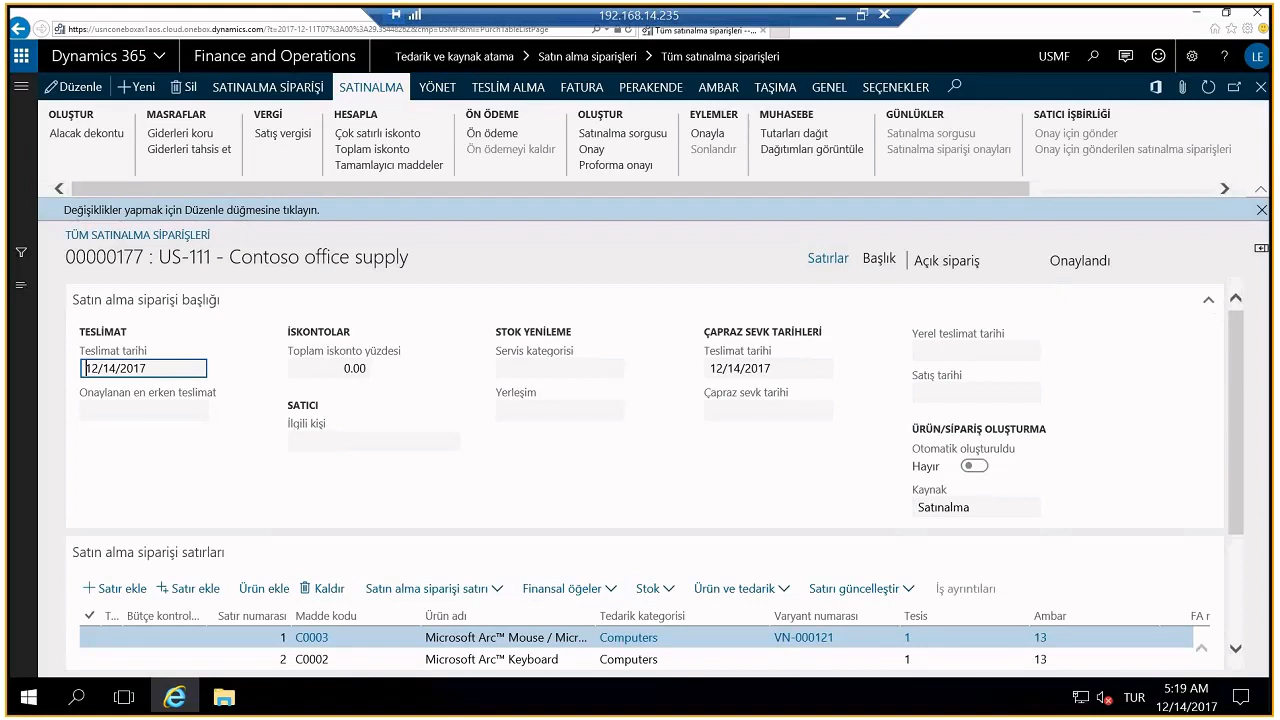 192.168.14.235
Tüm satınalma siparişleri --...
Dynamics 365
Finance and Operations
Tedarik ve kaynak atama > Satın alma siparişleri > Tüm satınalma siparişleri
USMF
? LE
Düzenle + Yeni Sil SATINALMA SİPARİŞİ SATINALMA YÖNET TESLİM ALMA FATURA PERAKENDE AMBAR TAŞIMA GENEL SEÇENEKLER
OLUŞTUR MASRAFLAR VERGİ HESAPLA ÖN ÖDEME OLUŞTUR EYLEMLER MUHASEBE GÜNLÜKLER SATICI İŞBİRLİĞİ
Alacak dekontu Giderleri koru Satış vergisi Çok satırlı iskonto Ön ödeme Satınalma sorgusu Onayla Tutarları dağıt Satınalma sorgusu Onay için gönder
Giderleri tahsis et Toplam iskonto Ön ödemeyi kaldır Onay Sonlandır Dağıtımları görüntüle Satınalma siparişi onayları Onay için gönderilen satınalma siparişleri
Tamamlayıcı maddeler Proforma onayı
Değişiklikler yapmak için Düzenle düğmesine tıklayın.
TÜM SATINALMA SİPARİŞLERİ
00000177 : US-111 - Contoso office supply
Satırlar Başlık Açık sipariş Onaylandı
Satın alma siparişi başlığı
TESLİMAT İSKONTOLAR STOK YENİLEME ÇAPRAZ SEVK TARİHLERİ Yerel teslimat tarihi
Teslimat tarihi Toplam iskonto yüzdesi Servis kategorisi Teslimat tarihi
12/14/2017 0.00 12/14/2017
Satış tarihi
Onaylanan en erken teslimat SATICI Yerleşim Çapraz sevk tarihi
İlgili kişi
ÜRÜN/SİPARİŞ OLUŞTURMA
Otomatik oluşturuldu
Hayır
Kaynak
Satınalma
Satın alma siparişi satırları
+ Satır ekle Satır ekle Ürün ekle Kaldır Satın alma siparişi satırı Finansal öğeler Stok Ürün ve tedarik Satırı güncelleştir İş ayrıntıları
T... Bütçe kontrol... Satır numarası Madde kodu Ürün adı Tedarik kategorisi Varyant numarası Tesis Ambar FA r
1 C0003 Microsoft Arc™ Mouse / Micr... Computers VN-000121 1 13
2 C0002 Microsoft Arc™ Keyboard Computers 1 13
TUR
5:19 AM
12/14/2017